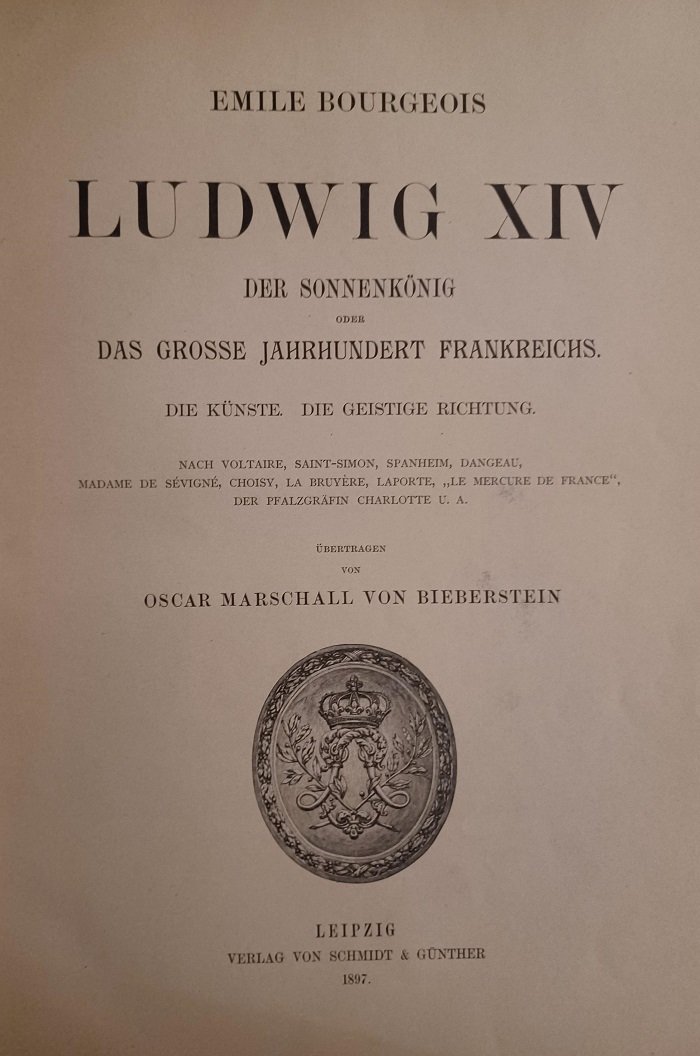 EMILE BOURGEOIS
LUDWIG XIV
DER SONNENKÖNIG
ODER
DAS GROSSE JAHRHUNDERT FRANKREICHS.
DIE KÜNSTE. DIE GEISTIGE RICHTUNG.
NACH VOLTAIRE, SAINT-SIMON, SPANHEIM, DANGEAU,
MADAME DE SÉVIGNÉ, CHOISY, LA BRUYÈRE, LAPORTE, „LE MERCURE DE FRANCE“,
DER PFALZGRÄFIN CHARLOTTE U. A.
ÜBERTRAGEN
VON
OSCAR MARSCHALL VON BIEBERSTEIN
LEIPZIG
VERLAG VON SCHMIDT & GÜNTHER
1897.